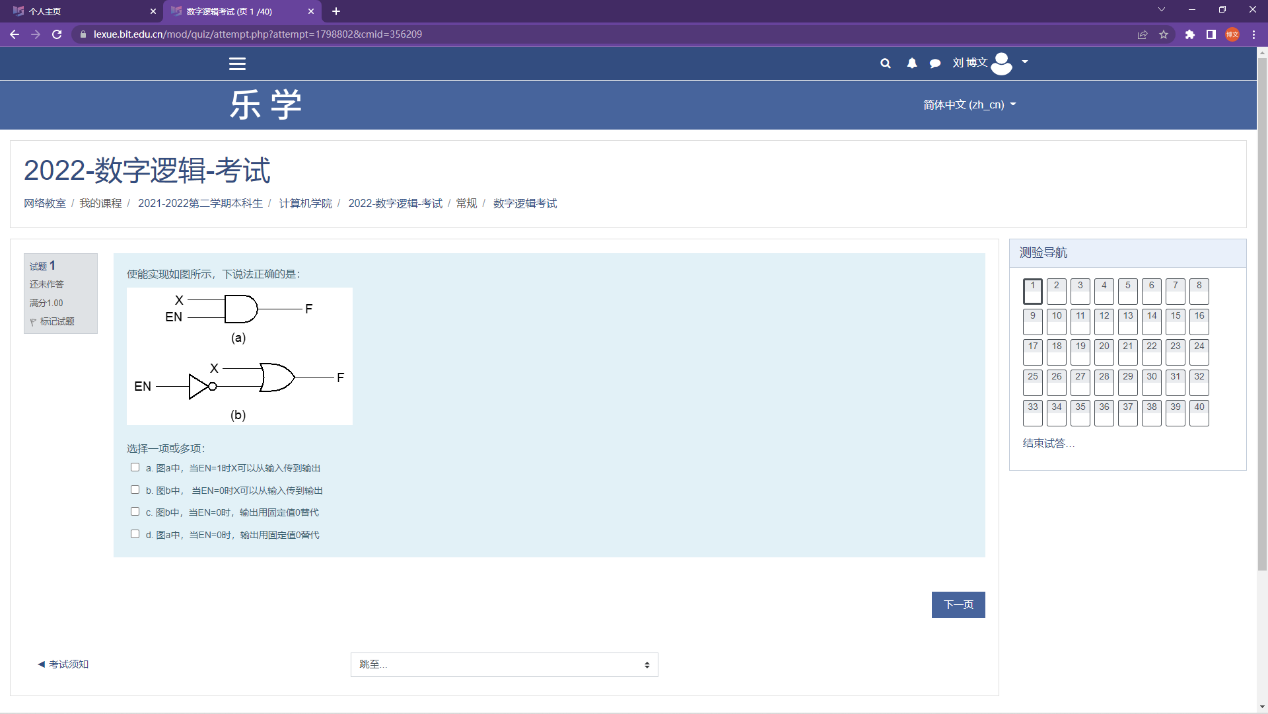 个人主页
数字逻辑考试 (页 1 /40)
lexue.bit.edu.cn/mod/quiz/attempt.php?attempt=1798802&cmid=356209
博文
刘 博文
乐 学
简体中文 (zh_cn)
2022-数字逻辑-考试
网络教室 / 我的课程 / 2021-2022第二学期本科生 / 计算机学院 / 2022-数字逻辑-考试 / 常规 / 数字逻辑考试
试题 1
还未作答
满分1.00
标记试题
使能实现如图所示，下说法正确的是：
X
EN
F
(a)
X
EN
F
(b)
选择一项或多项：
a. 图a中，当EN=1时X可以从输入传到输出
b. 图b中， 当EN=0时X可以从输入传到输出
c. 图b中，当EN=0时，输出用固定值0替代
d. 图a中，当EN=0时，输出用固定值0替代
下一页
◄ 考试须知
跳至...
测验导航
1 2 3 4 5 6 7 8
9 10 11 12 13 14 15 16
17 18 19 20 21 22 23 24
25 26 27 28 29 30 31 32
33 34 35 36 37 38 39 40
结束试答…